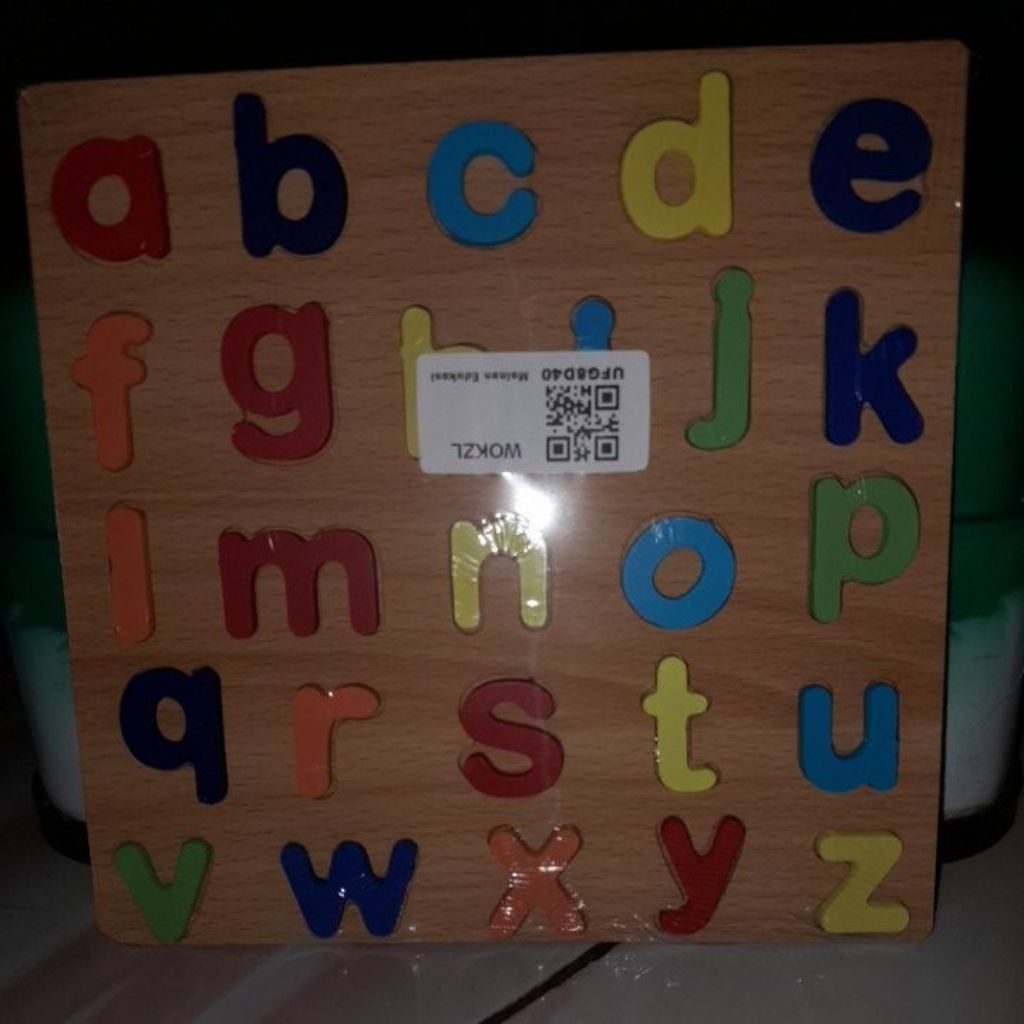 a b c d e
f g h i j k
l m n o p
q r s t u
v w x y z
UFG8D40 Mainan Edukasi
WOKZL